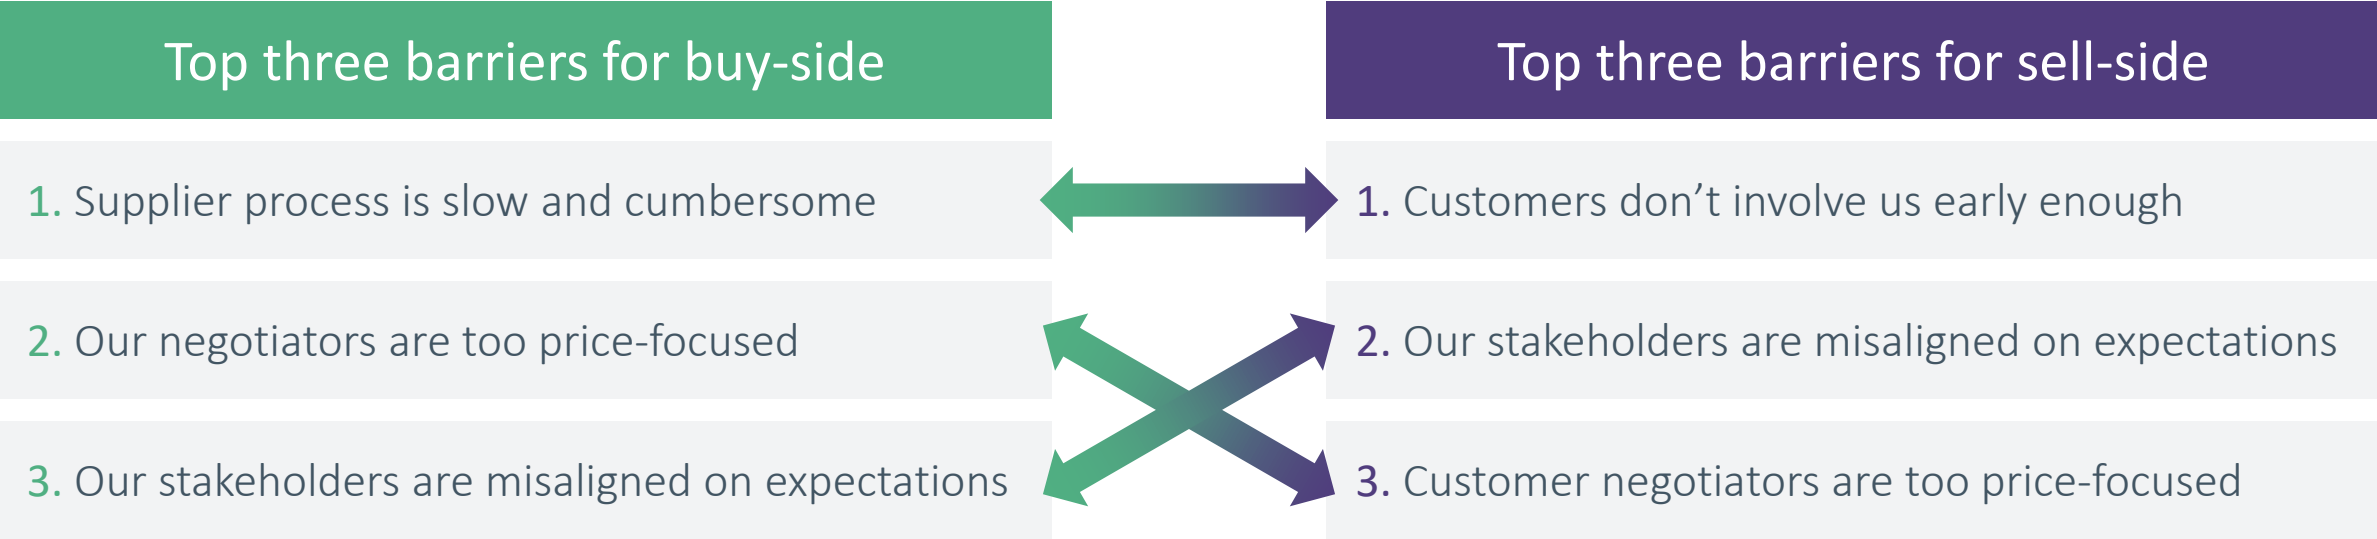 Top three barriers for buy-side
1. Supplier process is slow and cumbersome
2. Our negotiators are too price-focused
3. Our stakeholders are misaligned on expectations
Top three barriers for sell-side
1. Customers don’t involve us early enough
2. Our stakeholders are misaligned on expectations
3. Customer negotiators are too price-focused